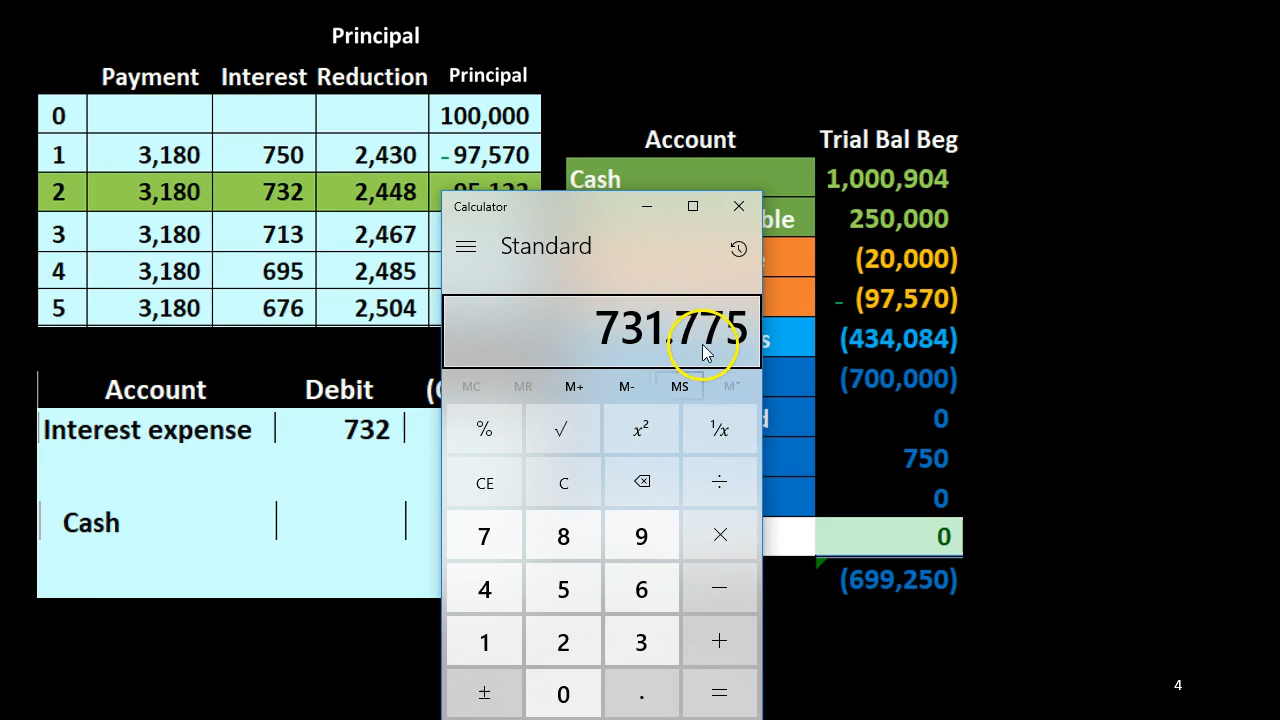 Principal
Payment Interest Reduction Principal
0 100,000
1 3,180 750 2,430 - 97,570
2 3,180 732 2,448 95,122
3 3,180 713 2,467
4 3,180 695 2,485
5 3,180 676 2,504
Account Debit (C
Interest expense 732
Cash
Account Trial Bal Beg
Cash 1,000,904
ble 250,000
e (20,000)
- (97,570)
s (434,084)
(700,000)
d 0
750
0
0
(699,250)
Calculator
Standard
731.775
MC MR M+ M- MS M˅
% √ x² ¹/x
CE C ÷
7 8 9 ×
4 5 6 −
1 2 3 +
± 0 . =
4